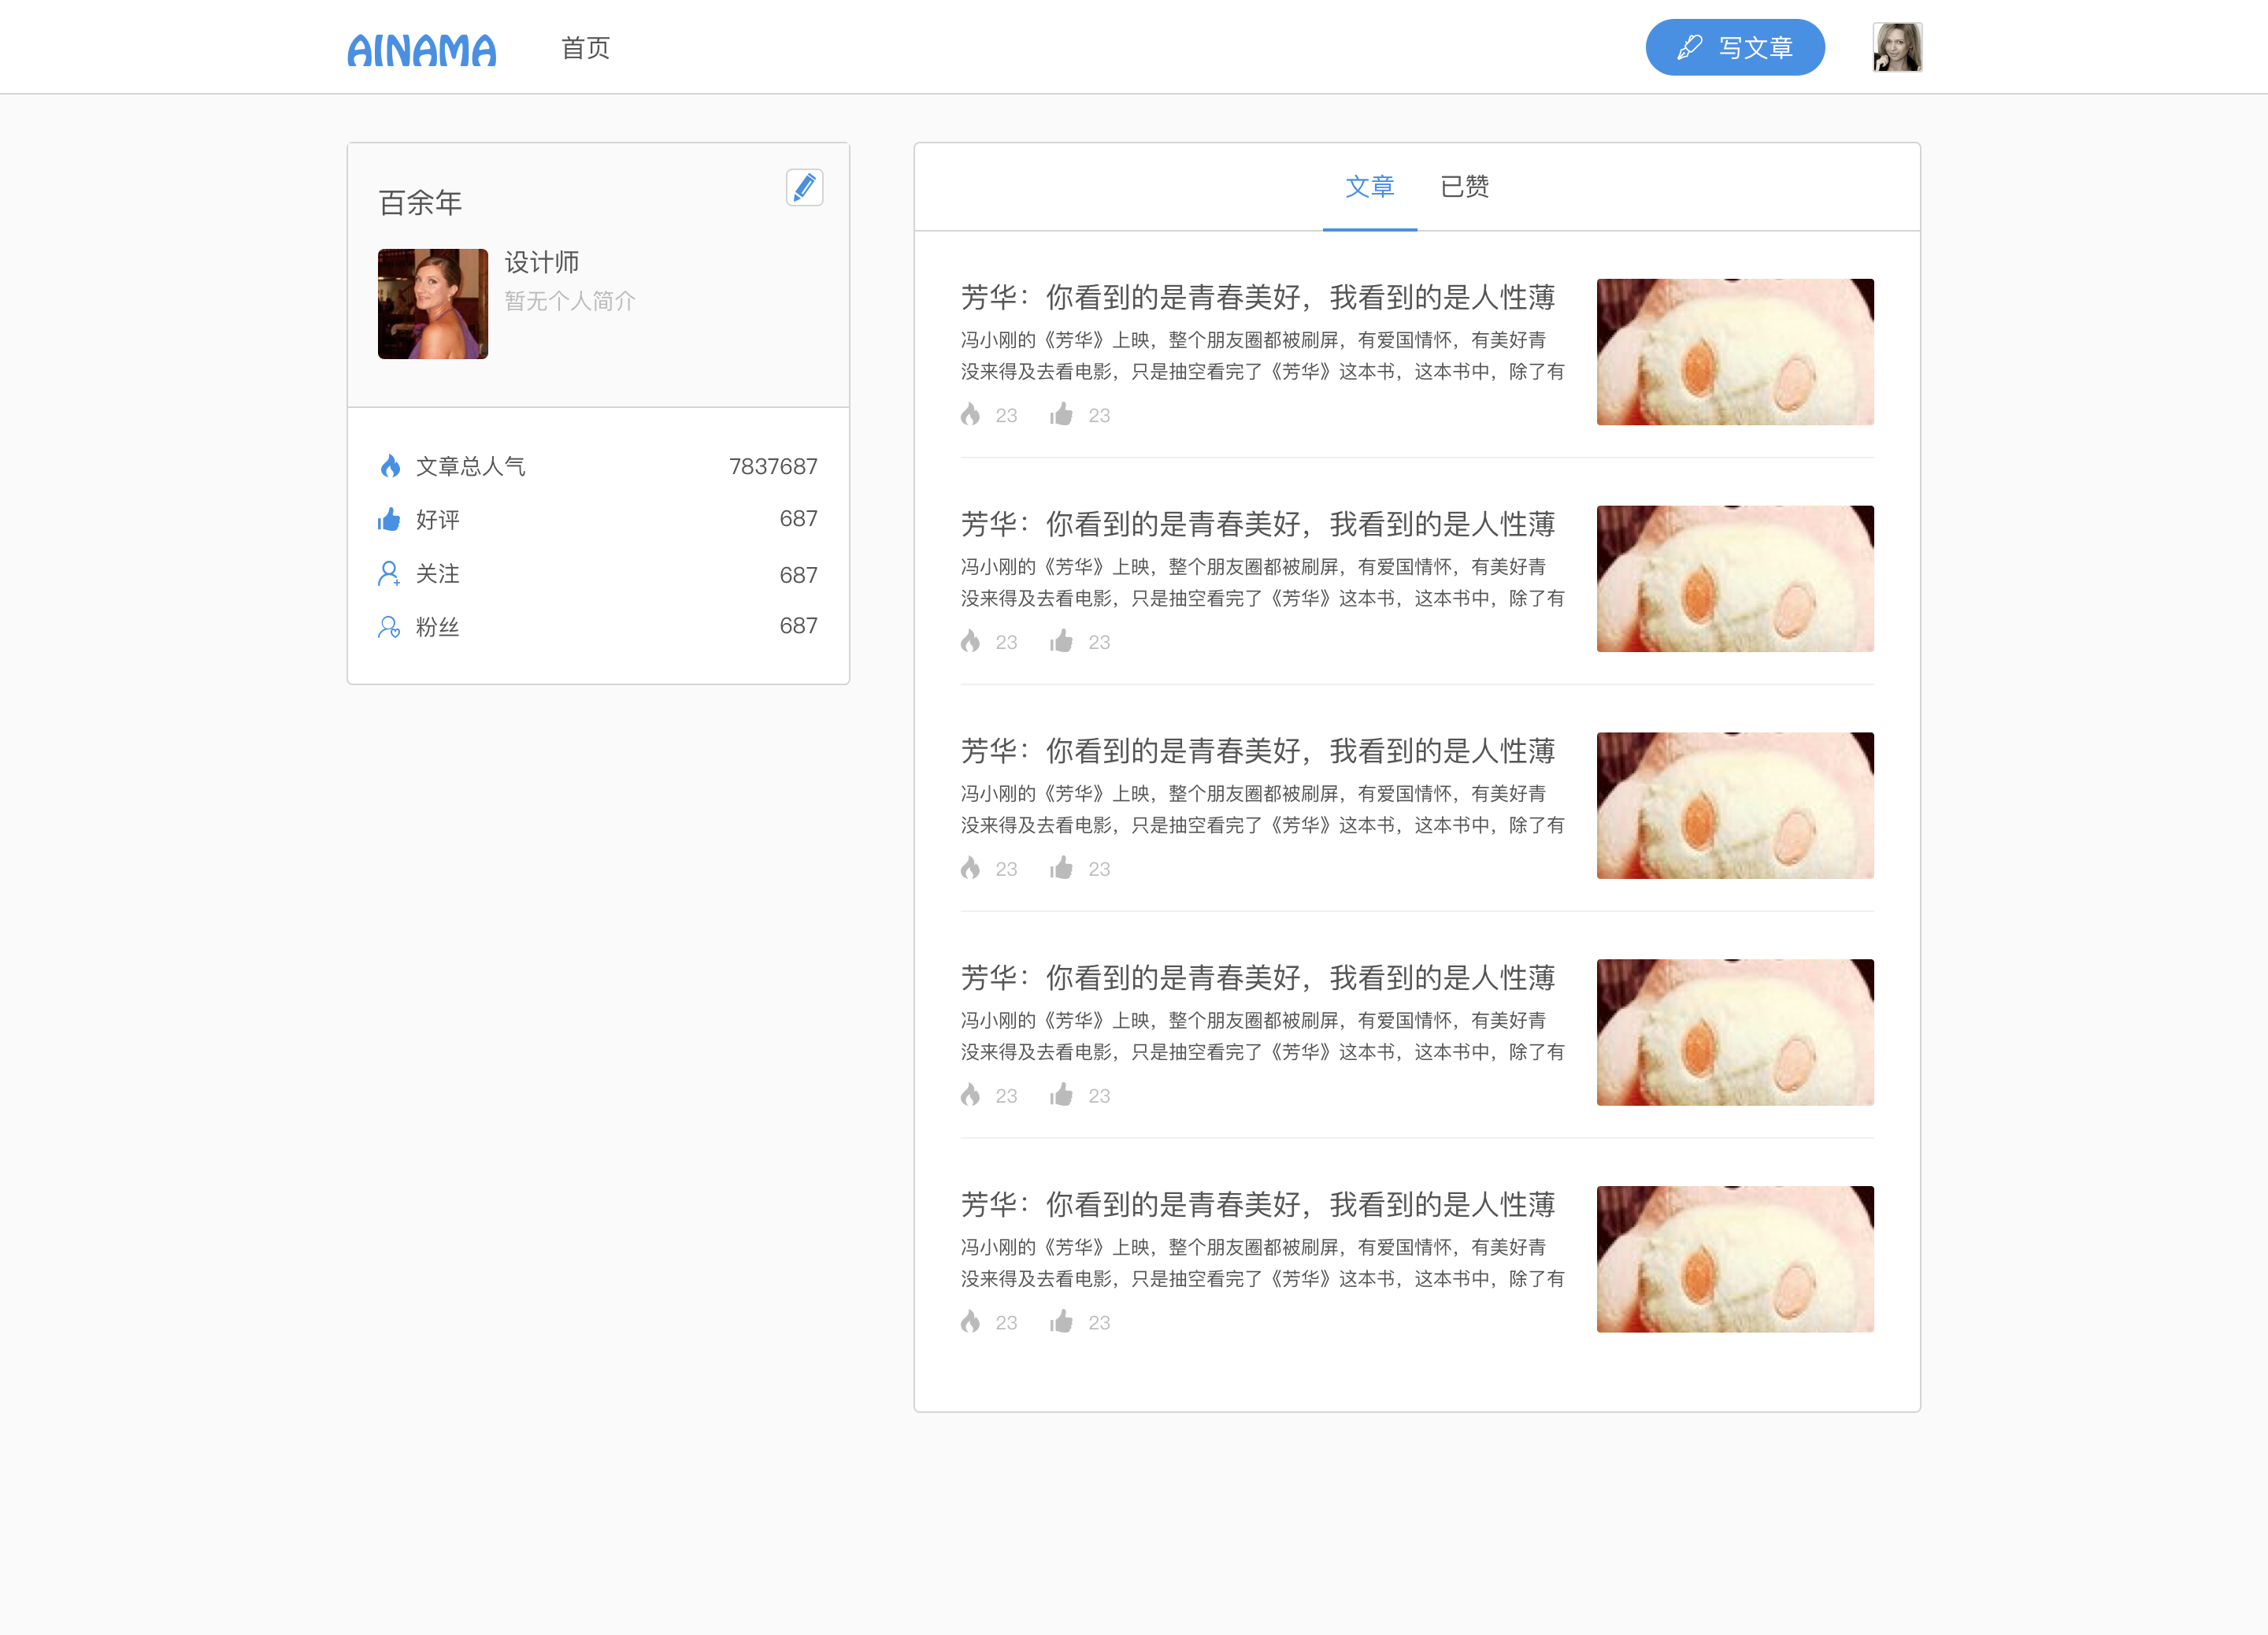 AINAMA
首页
写文章
百余年
设计师
暂无个人简介
文章总人气
7837687
好评
687
关注
687
粉丝
687
文章
已赞
芳华：你看到的是青春美好，我看到的是人性薄
冯小刚的《芳华》上映，整个朋友圈都被刷屏，有爱国情怀，有美好青
没来得及去看电影，只是抽空看完了《芳华》这本书，这本书中，除了有
23
23
芳华：你看到的是青春美好，我看到的是人性薄
冯小刚的《芳华》上映，整个朋友圈都被刷屏，有爱国情怀，有美好青
没来得及去看电影，只是抽空看完了《芳华》这本书，这本书中，除了有
23
23
芳华：你看到的是青春美好，我看到的是人性薄
冯小刚的《芳华》上映，整个朋友圈都被刷屏，有爱国情怀，有美好青
没来得及去看电影，只是抽空看完了《芳华》这本书，这本书中，除了有
23
23
芳华：你看到的是青春美好，我看到的是人性薄
冯小刚的《芳华》上映，整个朋友圈都被刷屏，有爱国情怀，有美好青
没来得及去看电影，只是抽空看完了《芳华》这本书，这本书中，除了有
23
23
芳华：你看到的是青春美好，我看到的是人性薄
冯小刚的《芳华》上映，整个朋友圈都被刷屏，有爱国情怀，有美好青
没来得及去看电影，只是抽空看完了《芳华》这本书，这本书中，除了有
23
23